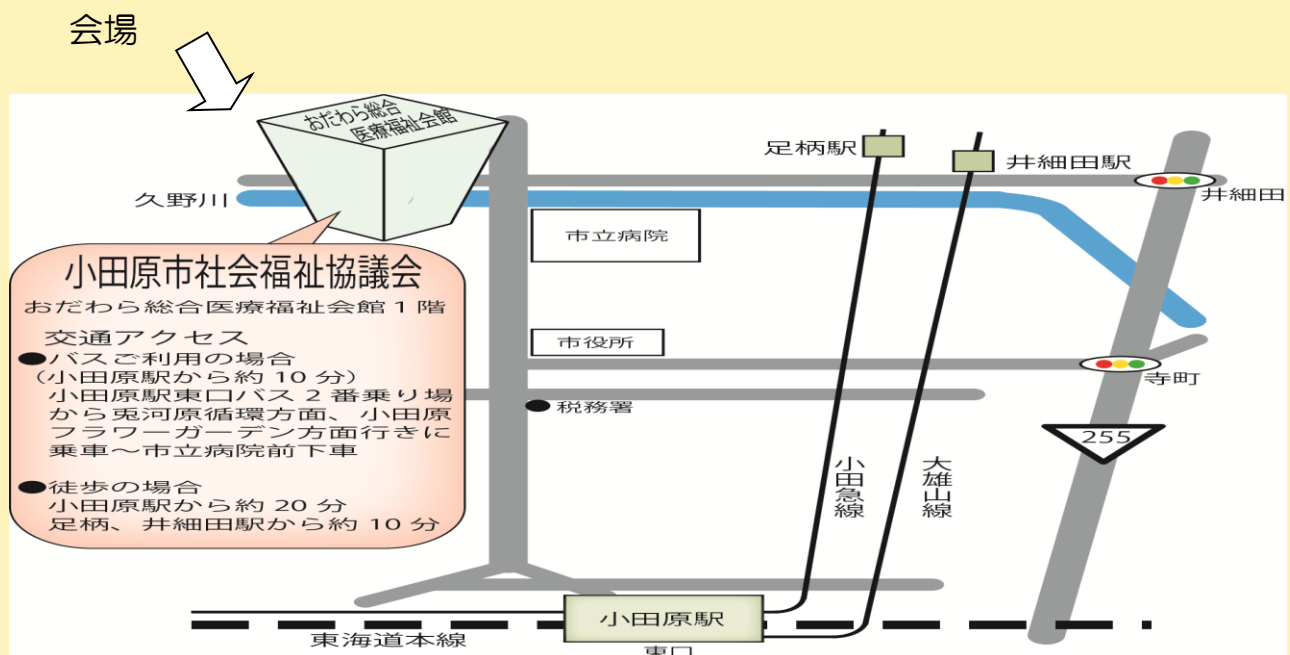 会場
おだわら総合
医療福祉会館
足柄駅
井細田駅
久野川
井細田
市立病院
小田原市社会福祉協議会
おだわら総合医療福祉会館1階
交通アクセス
●バスご利用の場合
(小田原駅から約10分)
小田原駅東口バス2番乗り場
から兎河原循環方面、小田原
フラワーガーデン方面行きに
乗車～市立病院前下車
●徒歩の場合
小田原駅から約20分
足柄、井細田駅から約10分
市役所
寺町
税務署
255
小田急線
大雄山線
小田原駅
東海道本線
東口